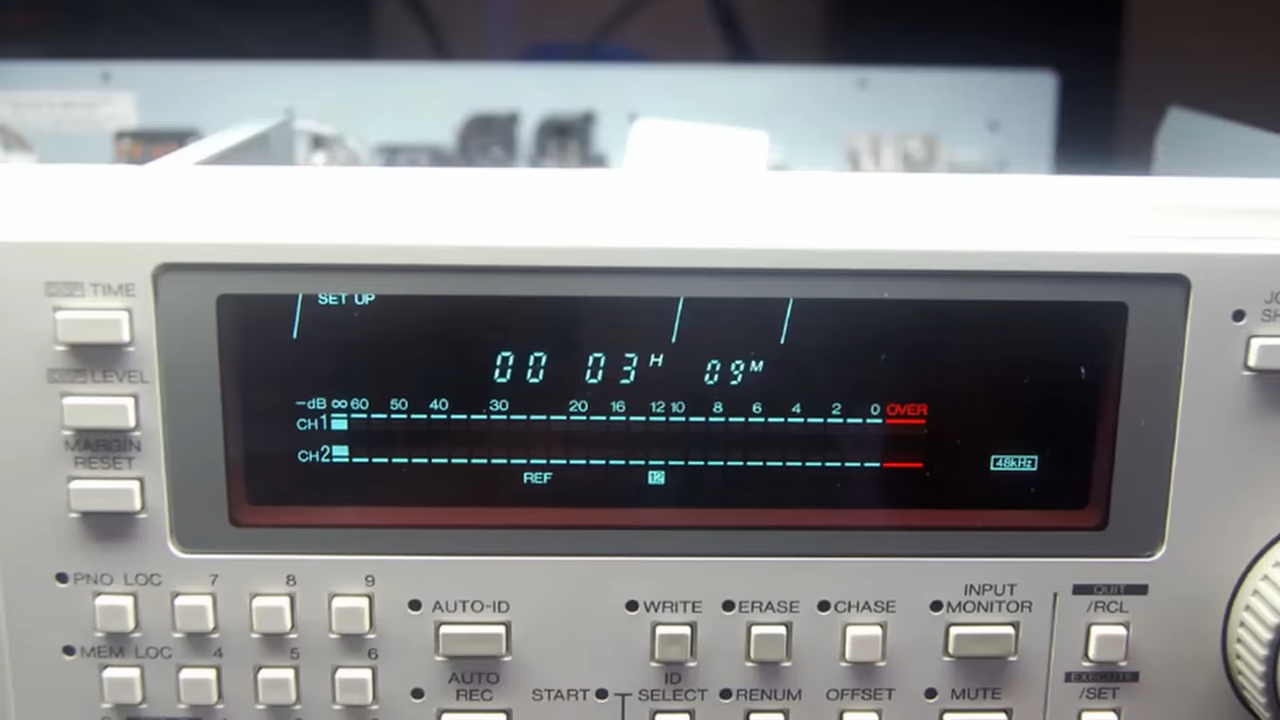 DISP TIME
SET UP
00 03H 09M
DISP LEVEL
-dB ∞ 60 50 40 30 20 16 12 10 8 6 4 2 0 OVER
CH1
CH2
REF 12 48kHz
MARGIN
RESET
PNO LOC 7 8 9
AUTO-ID WRITE ERASE CHASE
INPUT
MONITOR
QUIT
/RCL
MEM LOC 4 5 6
AUTO
REC
START
ID
SELECT
RENUM OFFSET MUTE
EXECUTE
/SET